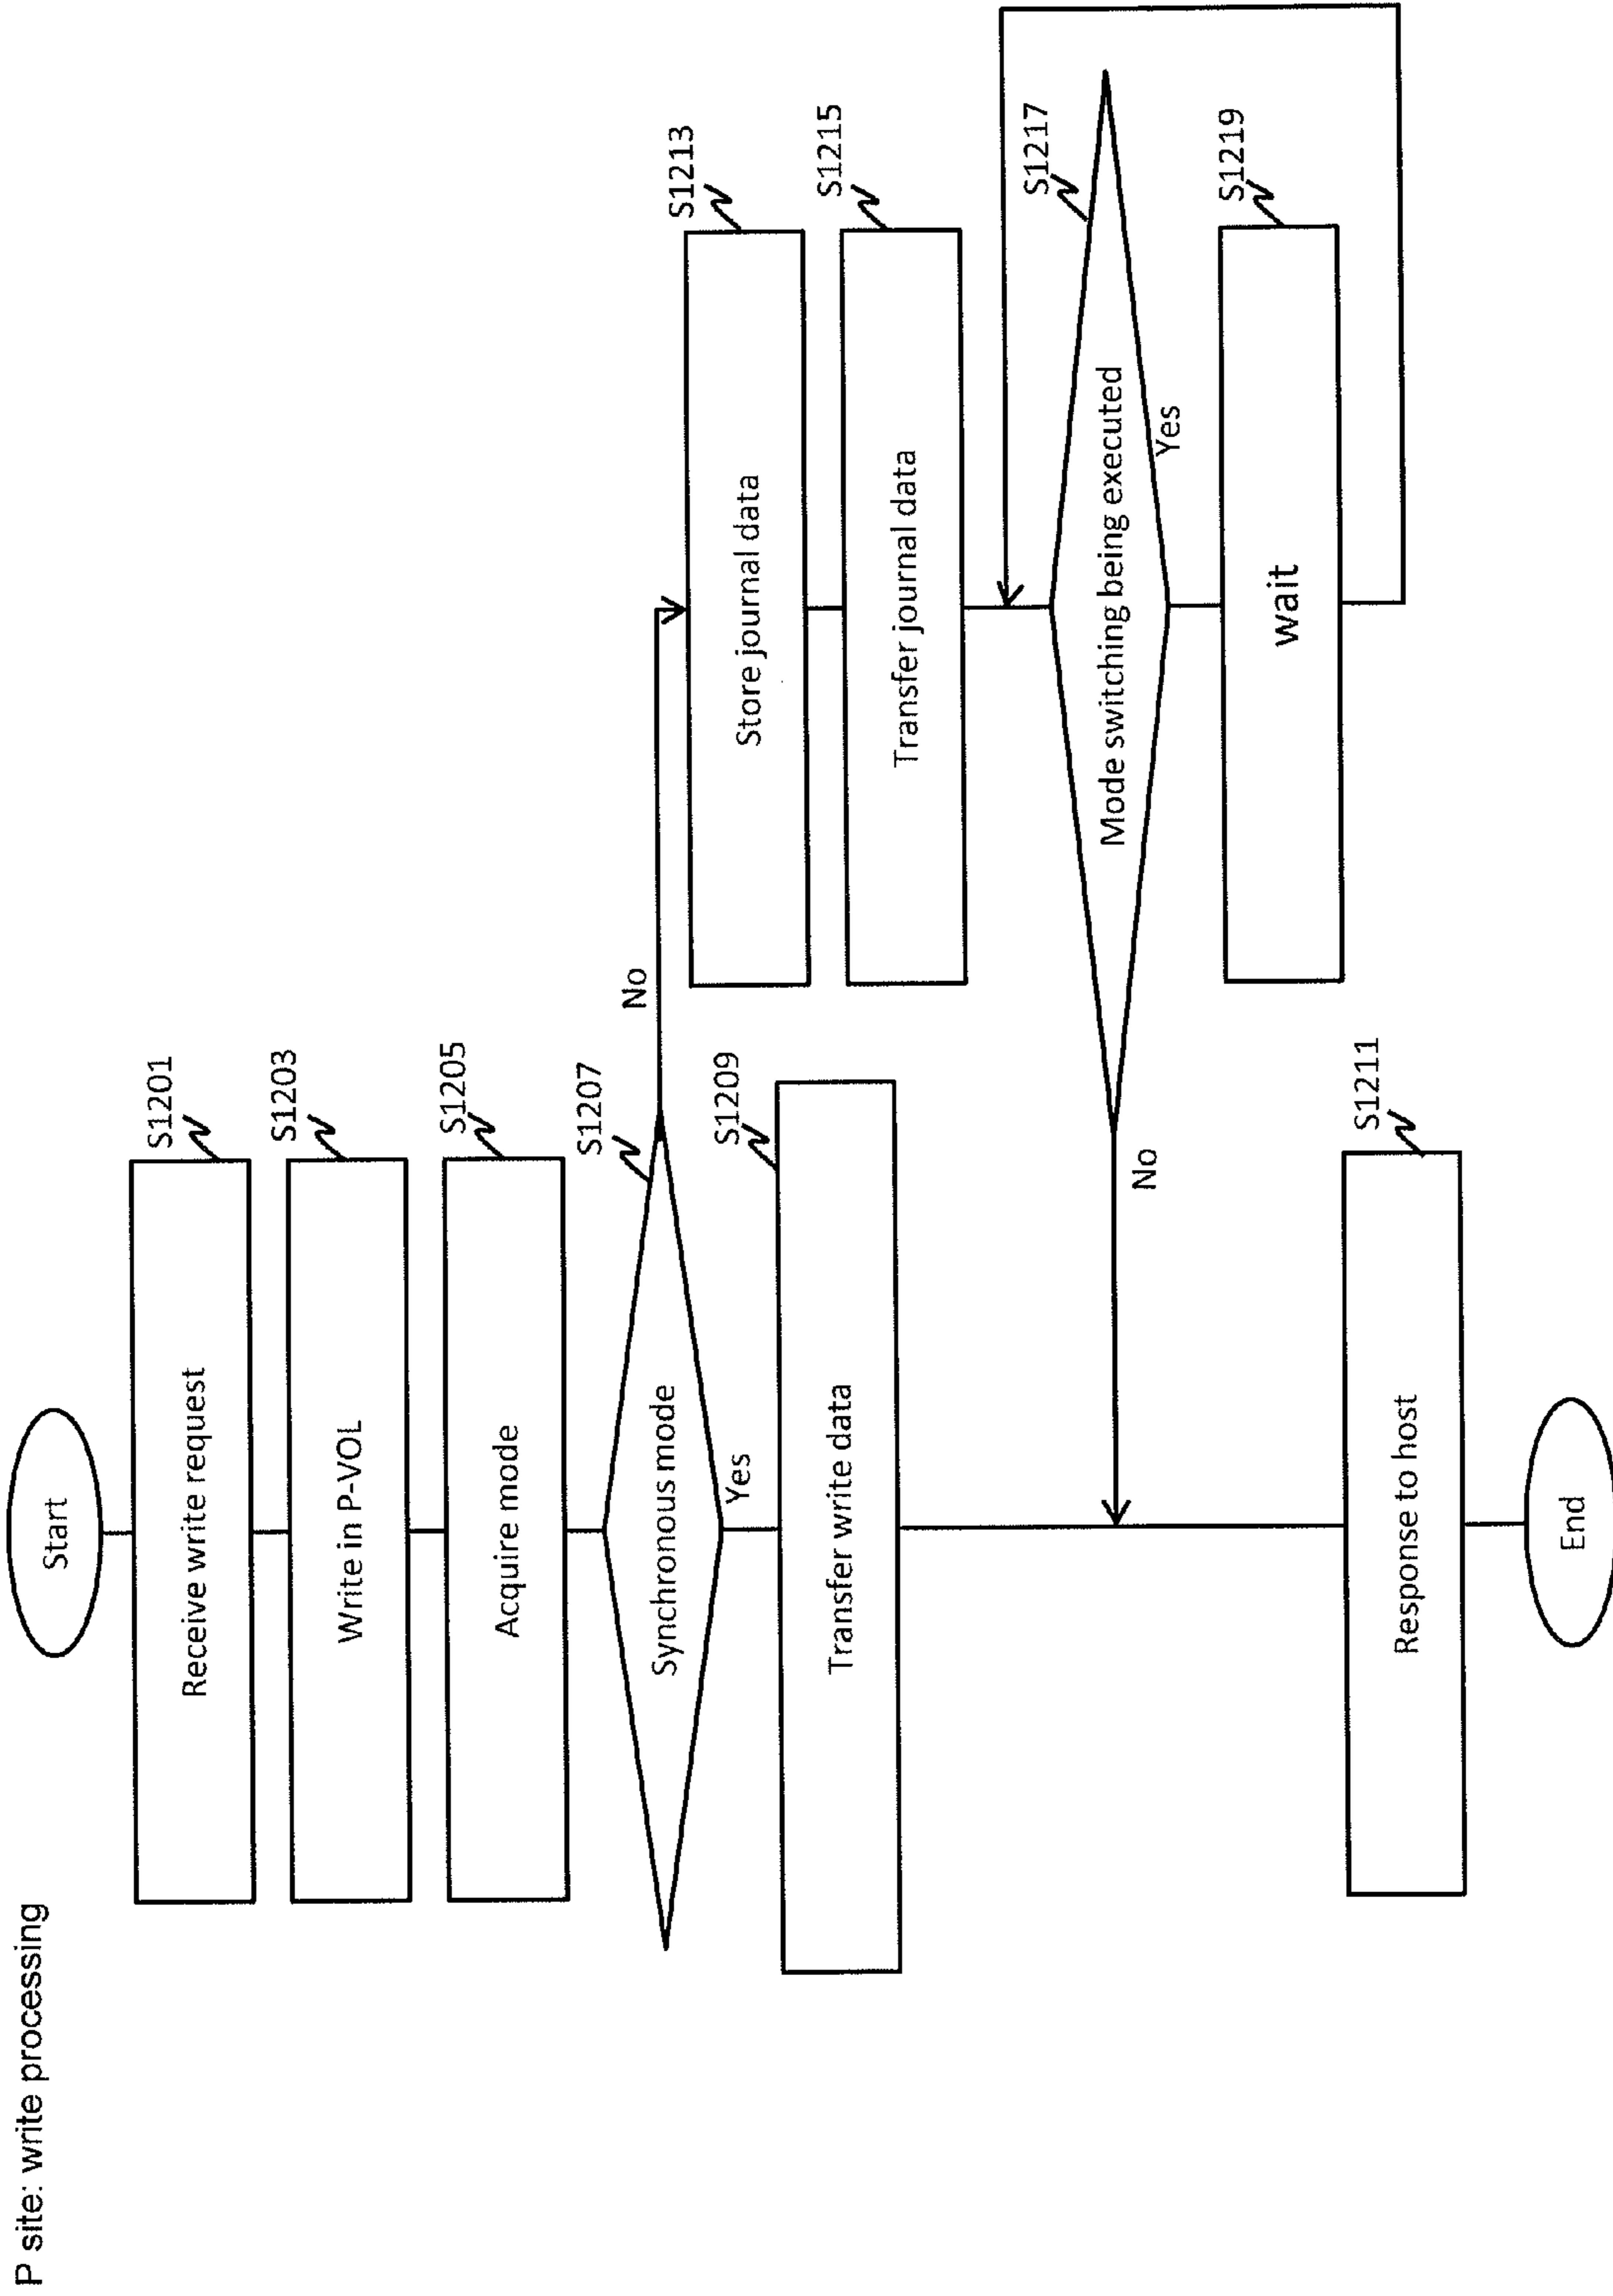 P site: write processing
Start
Receive write request
S1201
Write in P-VOL
S1203
Acquire mode
S1205
Synchronous mode
S1207
Yes
No
Transfer write data
S1209
Store journal data
S1213
Transfer journal data
S1215
Mode switching being executed
S1217
No
Yes
wait
S1219
Response to host
S1211
End